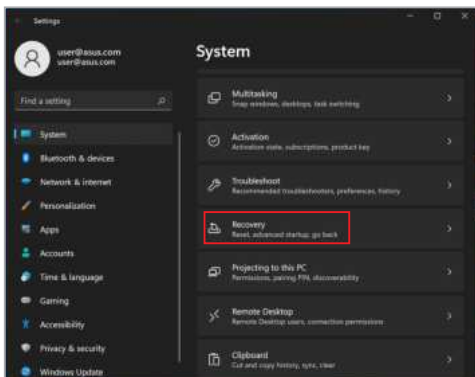 Settings
user@asus.com
user@asus.com
Find a setting
System
Bluetooth & devices
Network & internet
Personalization
Apps
Accounts
Time & language
Gaming
Accessibility
Privacy & security
Windows Update
System
Multitasking
Snap windows, desktops, task switching
Activation
Activation state, subscriptions, product key
Troubleshoot
Recommended troubleshooters, preferences, history
Recovery
Reset, advanced startup, go back
Projecting to this PC
Permissions, pairing PIN, discoverability
Remote Desktop
Remote Desktop users, connection permissions
Clipboard
Cut and copy history, sync, clear